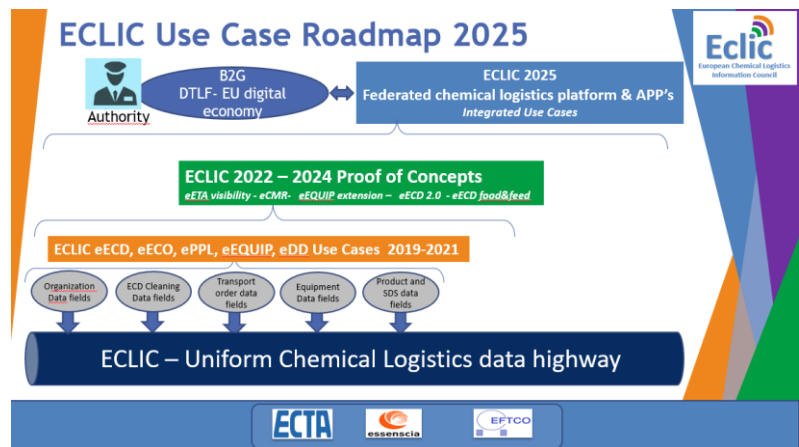 ECLIC Use Case Roadmap 2025
Eclic
European Chemical Logistics
Information Council
Authority
B2G
DTLF- EU digital
economy
ECLIC 2025
Federated chemical logistics platform & APP's
Integrated Use Cases
ECLIC 2022 – 2024 Proof of Concepts
eETA visibility - eCMR- eEQUIP extension – eECD 2.0 - eECD food&feed
ECLIC eECD, eECO, ePPL, eEQUIP, eDD Use Cases 2019-2021
Organization
Data fields
ECD Cleaning
Data fields
Transport
order data
fields
Equipment
Data fields
Product and
SDS data
fields
ECLIC – Uniform Chemical Logistics data highway
ECTA
essenscia
EFTCO